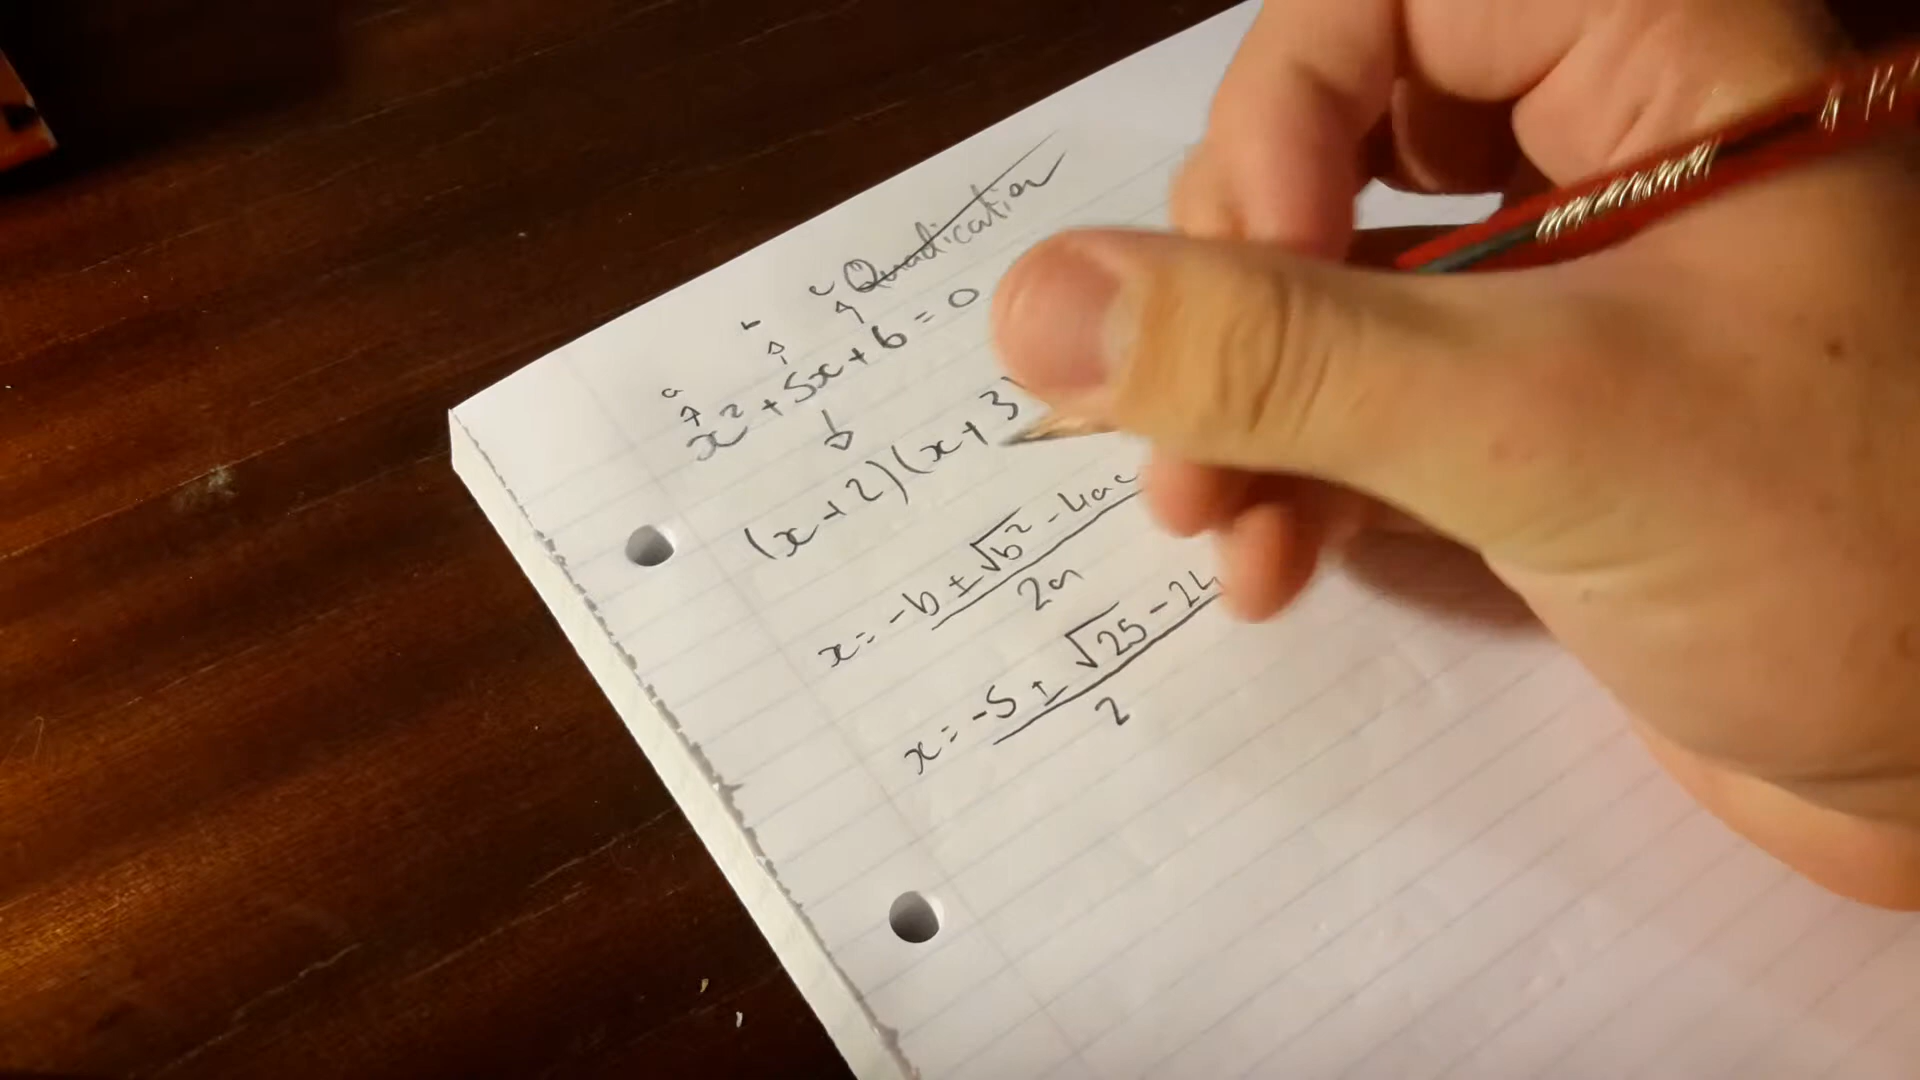 Quadication
a b c
x² + 5x + 6 = 0
(x + 2)(x + 3)
x = -b ± √b² - 4ac
2a
x = -5 ± √25 - 24
2